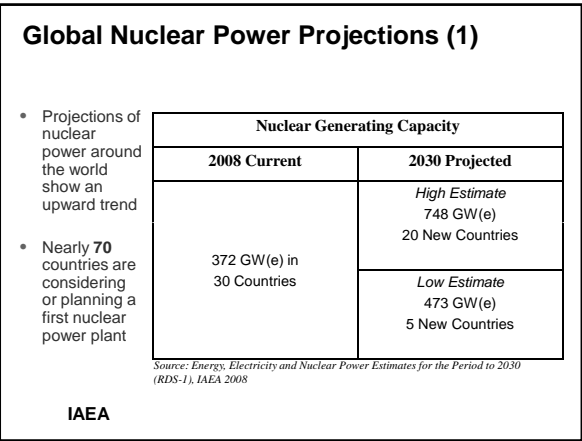 Global Nuclear Power Projections (1)
• Projections of
nuclear
power around
the world
show an
upward trend
• Nearly 70
countries are
considering
or planning a
first nuclear
power plant
Nuclear Generating Capacity
2008 Current
2030 Projected
372 GW(e) in
30 Countries
High Estimate
748 GW(e)
20 New Countries
Low Estimate
473 GW(e)
5 New Countries
Source: Energy, Electricity and Nuclear Power Estimates for the Period to 2030
(RDS-1), IAEA 2008
IAEA